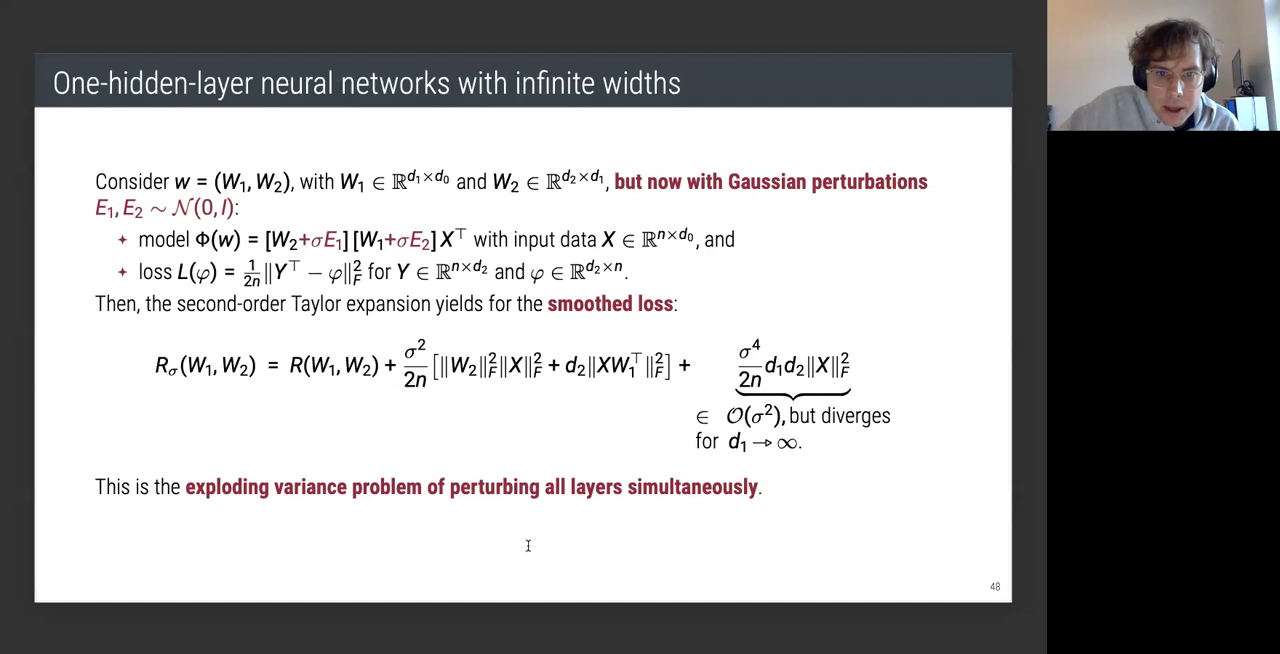 One-hidden-layer neural networks with infinite widths
Consider w = (W₁, W₂), with W₁ ∈ ℝ^{d₁×d₀} and W₂ ∈ ℝ^{d₂×d₁}, but now with Gaussian perturbations
E₁, E₂ ∼ 𝒩(0, I):
✦ model Φ(w) = [W₂+σE₁][W₁+σE₂]X^⊤ with input data X ∈ ℝ^{n×d₀}, and
✦ loss L(φ) = \frac{1}{2n}‖Y^⊤ − φ‖²_F for Y ∈ ℝ^{n×d₂} and φ ∈ ℝ^{d₂×n}.
Then, the second-order Taylor expansion yields for the smoothed loss:
R_σ(W₁, W₂) = R(W₁, W₂) + \frac{σ²}{2n}[‖W₂‖²_F‖X‖²_F + d₂‖XW₁^⊤‖²_F] + \frac{σ⁴}{2n}d₁d₂‖X‖²_F
∈ 𝒪(σ²), but diverges
for d₁ → ∞.
This is the exploding variance problem of perturbing all layers simultaneously.
48